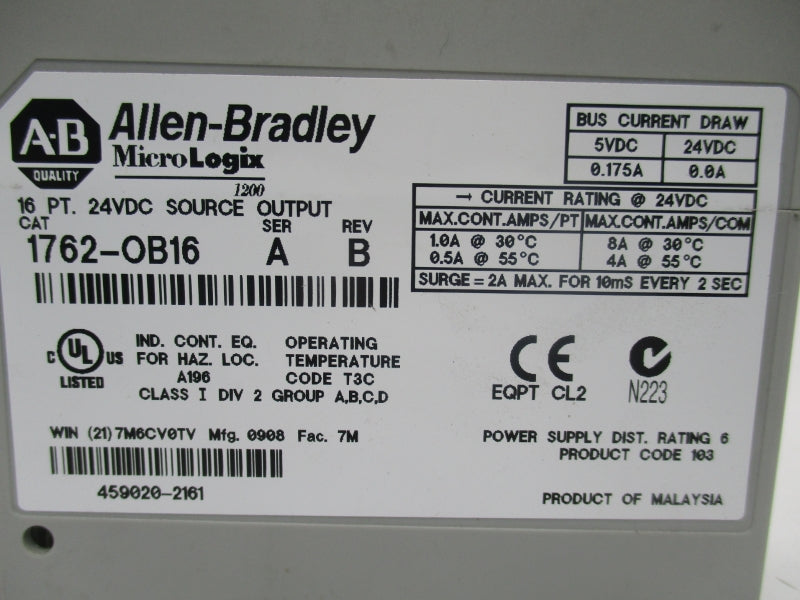 A·B
QUALITY
Allen-Bradley
MicroLogix
1200
16 PT. 24VDC SOURCE OUTPUT
CAT SER REV
1762-OB16 A B
BUS CURRENT DRAW
5VDC 24VDC
0.175A 0.0A
→ CURRENT RATING @ 24VDC
MAX.CONT.AMPS/PT MAX.CONT.AMPS/COM
1.0A @ 30°C 8A @ 30°C
0.5A @ 55°C 4A @ 55°C
SURGE = 2A MAX. FOR 10mS EVERY 2 SEC
C UL US
LISTED
IND. CONT. EQ.
FOR HAZ. LOC.
A196
OPERATING
TEMPERATURE
CODE T3C
CLASS I DIV 2 GROUP A,B,C,D
CE
EQPT CL2
N223
WIN (21) 7M6CV0TV Mfg. 0908 Fac. 7M
459020-2161
POWER SUPPLY DIST. RATING 6
PRODUCT CODE 103
PRODUCT OF MALAYSIA